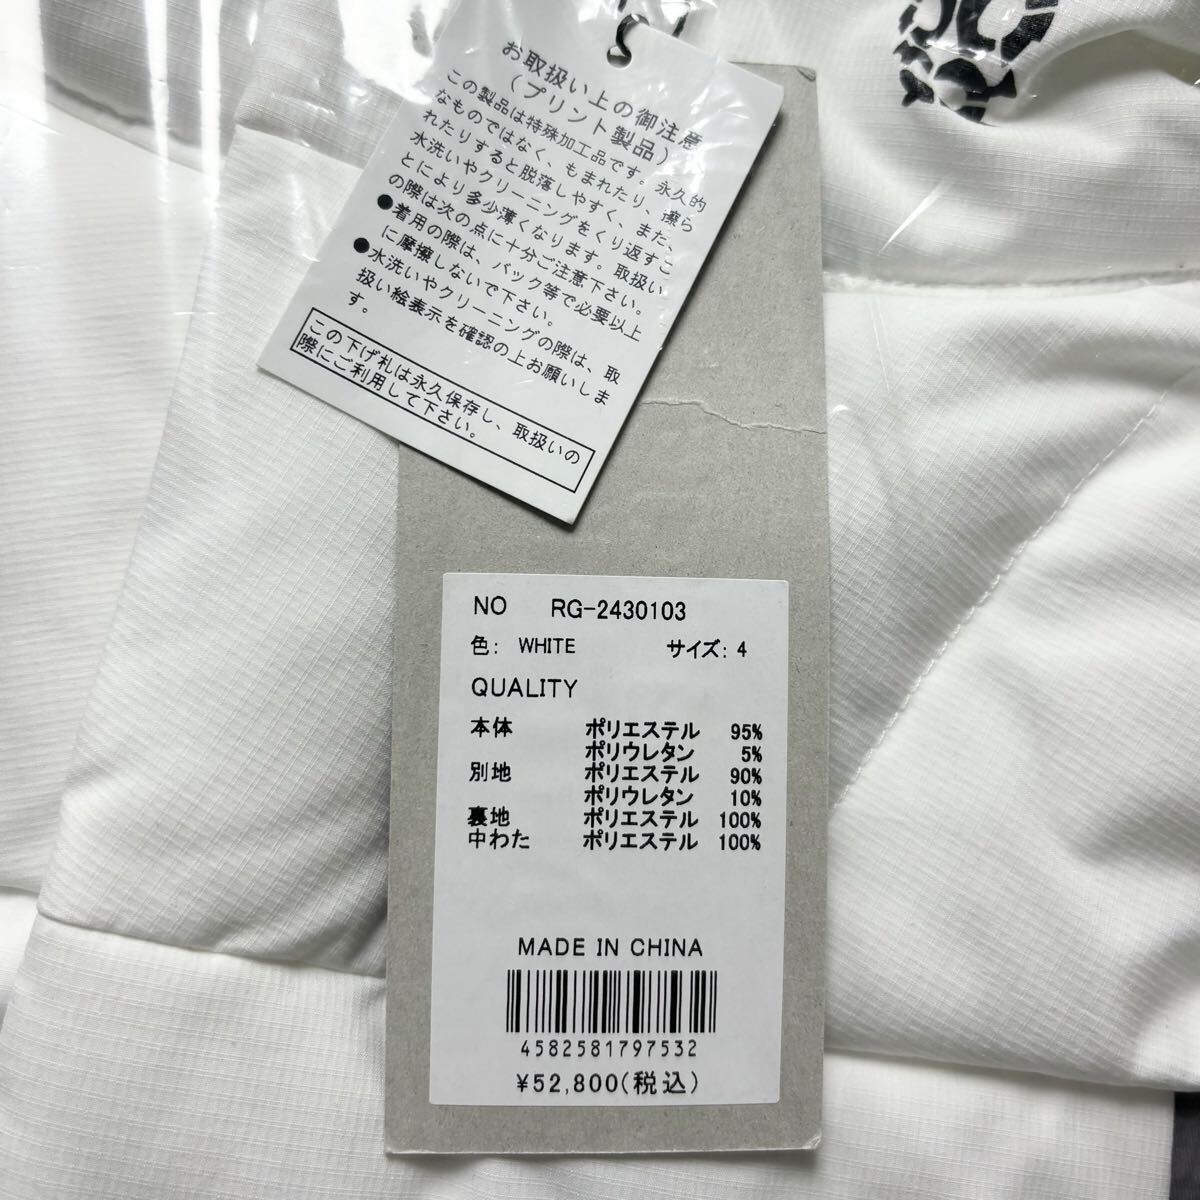 お取扱い上の御注意
(プリント製品)
この製品は特殊加工品です。永久的
なものではなく、もまれたり、擦ら
れたりすると脱落しやすく、また、
水洗いやクリーニングをくり返すこ
とにより多少薄くなります。取扱い
の際は次の点に十分ご注意下さい。
●着用の際は、バック等で必要以上
に摩擦しないで下さい。
●水洗いやクリーニングの際は、取
扱い絵表示を確認の上お願いしま
す。
この下げ札は永久保存し、取扱いの
際にご利用して下さい。
NO RG-2430103
色: WHITE サイズ: 4
QUALITY
本体 ポリエステル 95%
ポリウレタン 5%
別地 ポリエステル 90%
ポリウレタン 10%
裏地 ポリエステル 100%
中わた ポリエステル 100%
MADE IN CHINA
4582581797532
¥52,800(税込)